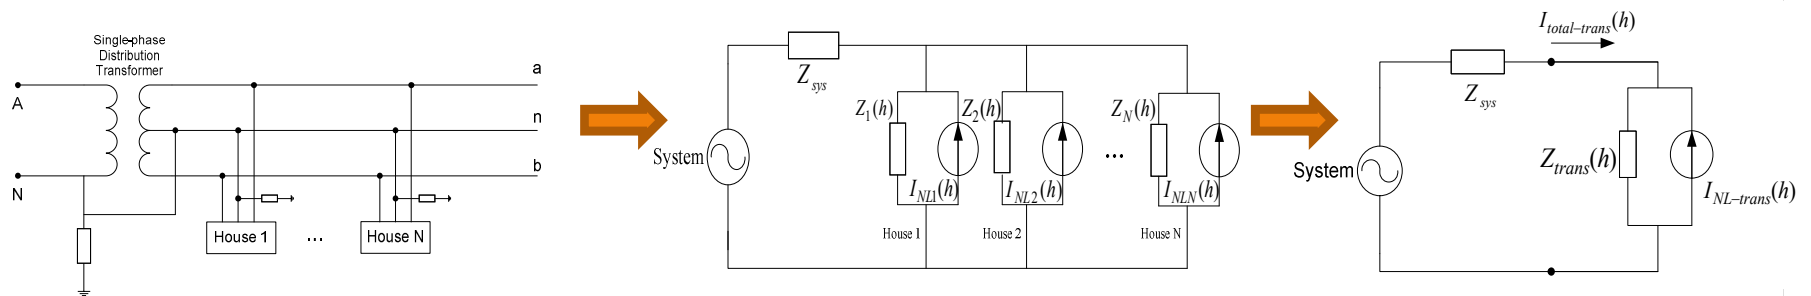 Single-phase
Distribution
Transformer
A
N
a
n
b
House 1
...
House N
System
Z_sys
Z_1(h)
I_NL1(h)
House 1
Z_2(h)
I_NL2(h)
House 2
...
Z_N(h)
I_NLN(h)
House N
System
Z_sys
I_total-trans(h)
Z_trans(h)
I_NL-trans(h)